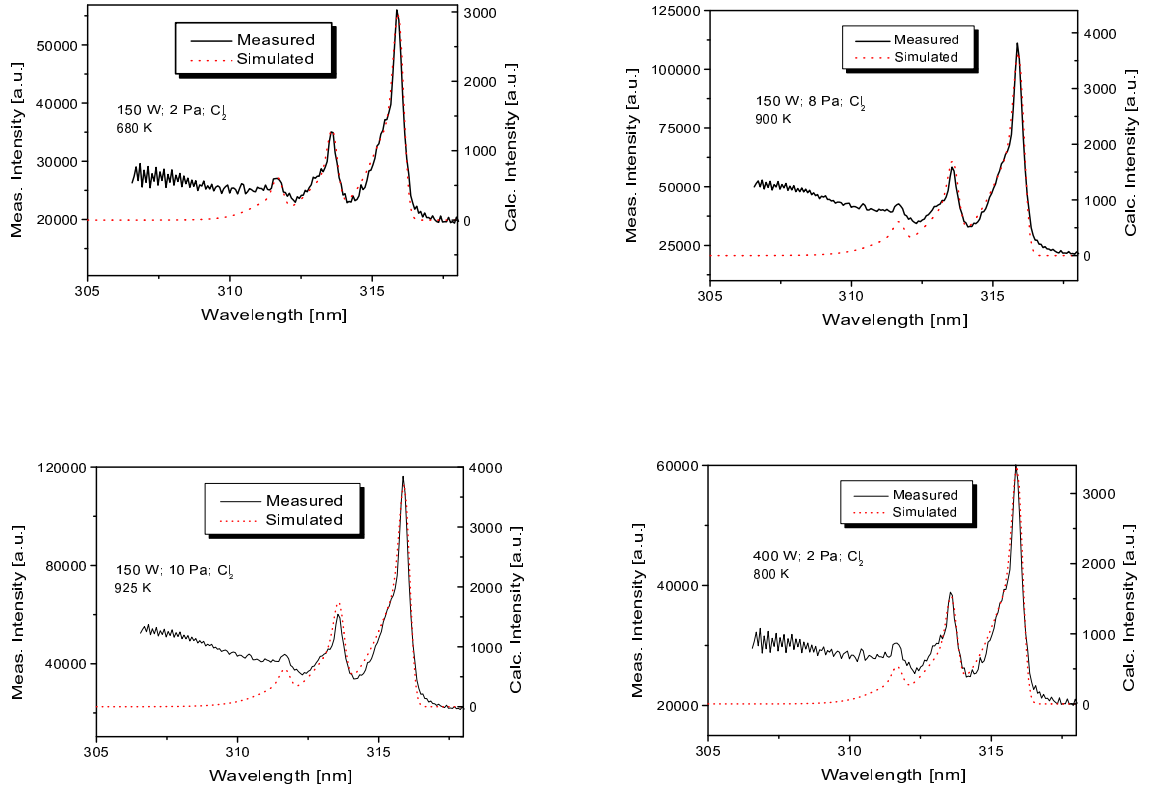 Meas. Intensity [a.u.]
50000
40000
30000
20000
Measured
Simulated
150 W; 2 Pa; Cl2
680 K
3000
2000
1000
0
Calc. Intensity [a.u.]
305
310
315
Wavelength [nm]
Meas. Intensity [a.u.]
125000
100000
75000
50000
25000
Measured
Simulated
150 W; 8 Pa; Cl2
900 K
4000
3000
2000
1000
0
Calc. Intensity [a.u.]
305
310
315
Wavelength [nm]
Meas. Intensity [a.u.]
120000
80000
40000
Measured
Simulated
150 W; 10 Pa; Cl2
925 K
4000
3000
2000
1000
0
Calc. Intensity [a.u.]
305
310
315
Wavelength [nm]
Meas. Intensity [a.u.]
60000
40000
20000
Measured
Simulated
400 W; 2 Pa; Cl2
800 K
3000
2000
1000
0
Calc. Intensity [a.u.]
305
310
315
Wavelength [nm]